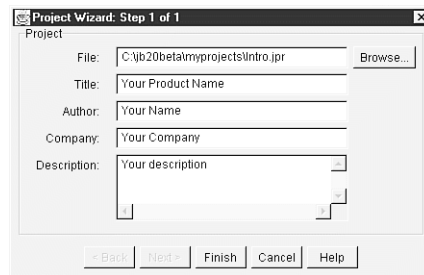 Project Wizard: Step 1 of 1
Project
File: C:\jb20beta\myprojects\Intro.jpr Browse...
Title: Your Product Name
Author: Your Name
Company: Your Company
Description: Your description
< Back Next > Finish Cancel Help